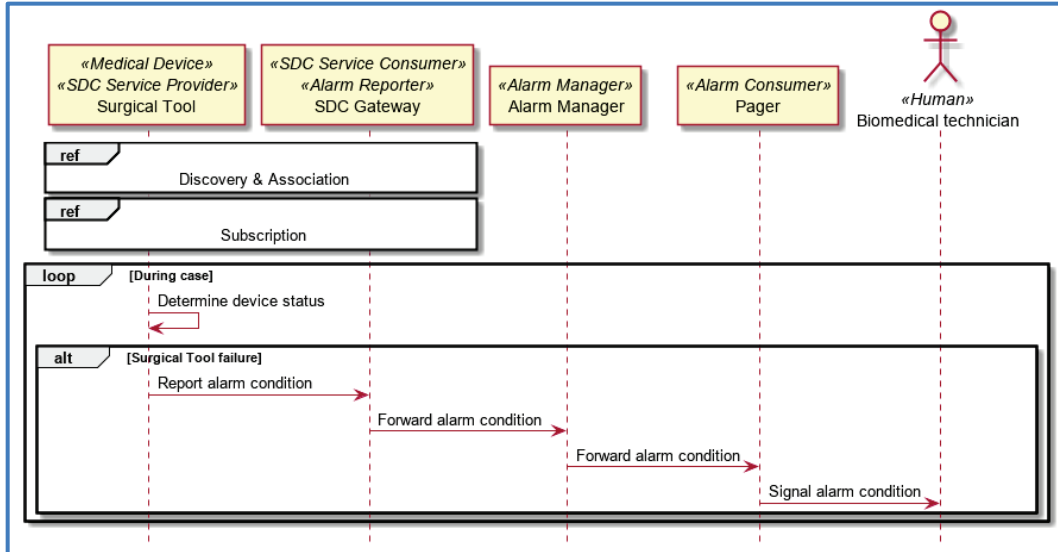 «Medical Device»
«SDC Service Provider»
Surgical Tool
«SDC Service Consumer»
«Alarm Reporter»
SDC Gateway
«Alarm Manager»
Alarm Manager
«Alarm Consumer»
Pager
«Human»
Biomedical technician
ref
Discovery & Association
ref
Subscription
loop [During case]
Determine device status
alt [Surgical Tool failure]
Report alarm condition
Forward alarm condition
Forward alarm condition
Signal alarm condition